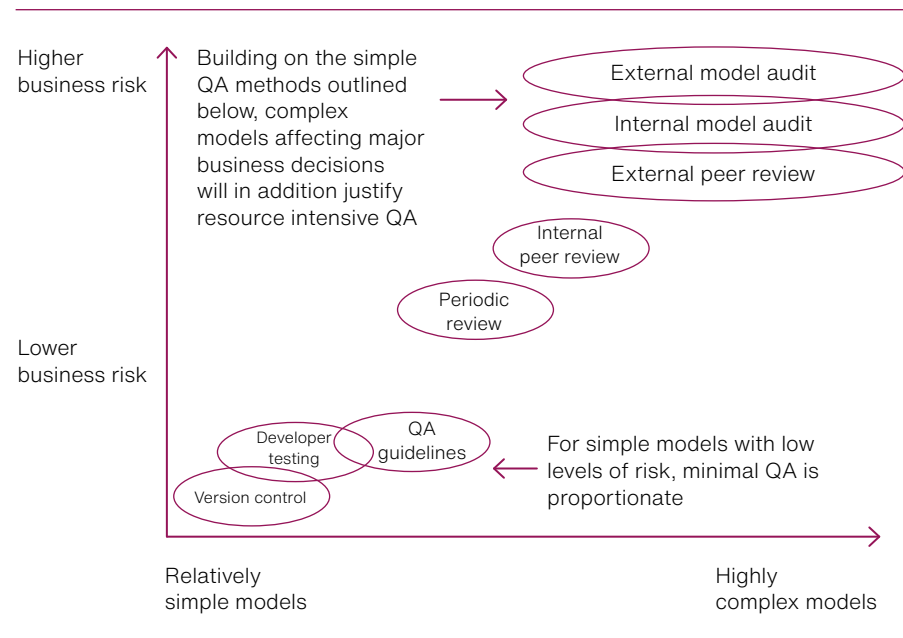 Higher
business risk
Building on the simple
QA methods outlined
below, complex
models affecting major
business decisions
will in addition justify
resource intensive QA
External model audit
Internal model audit
External peer review
Internal
peer review
Periodic
review
Lower
business risk
Developer
testing
QA
guidelines
Version control
For simple models with low
levels of risk, minimal QA is
proportionate
Relatively
simple models
Highly
complex models